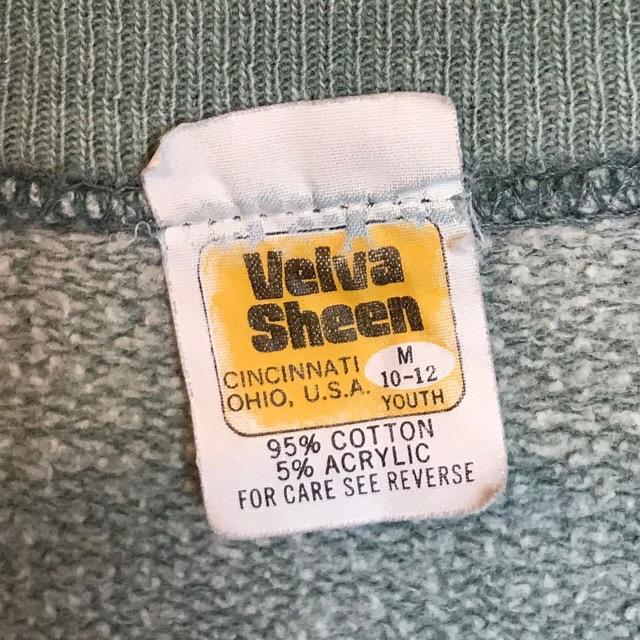 Velva
Sheen
CINCINNATI
OHIO, U.S.A.
M
10-12
YOUTH
95% COTTON
5% ACRYLIC
FOR CARE SEE REVERSE